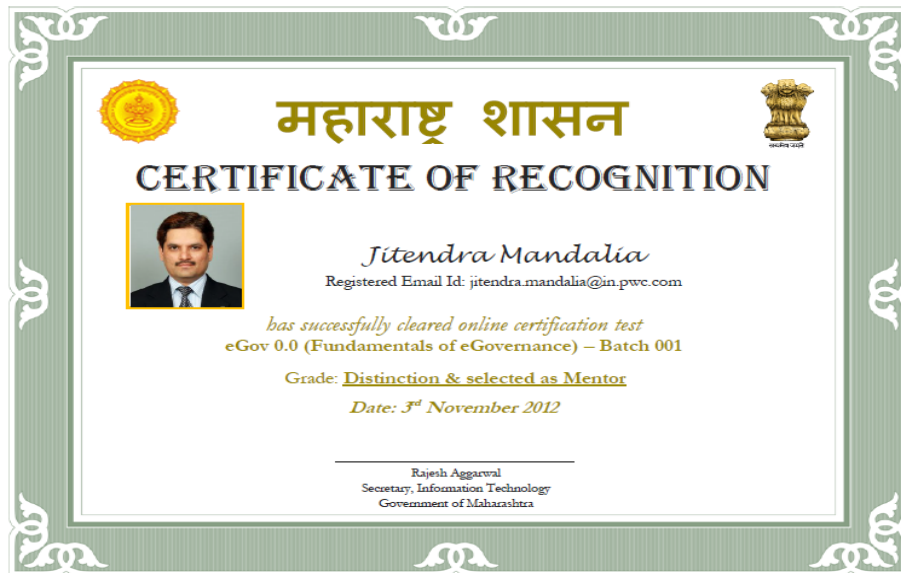 महाराष्ट्र शासन
CERTIFICATE OF RECOGNITION
Jitendra Mandalia
Registered Email Id: jitendra.mandalia@in.pwc.com
has successfully cleared online certification test
eGov 0.0 (Fundamentals of eGovernance) – Batch 001
Grade: Distinction & selected as Mentor
Date: 3rd November 2012
Rajesh Aggarwal
Secretary, Information Technology
Government of Maharashtra